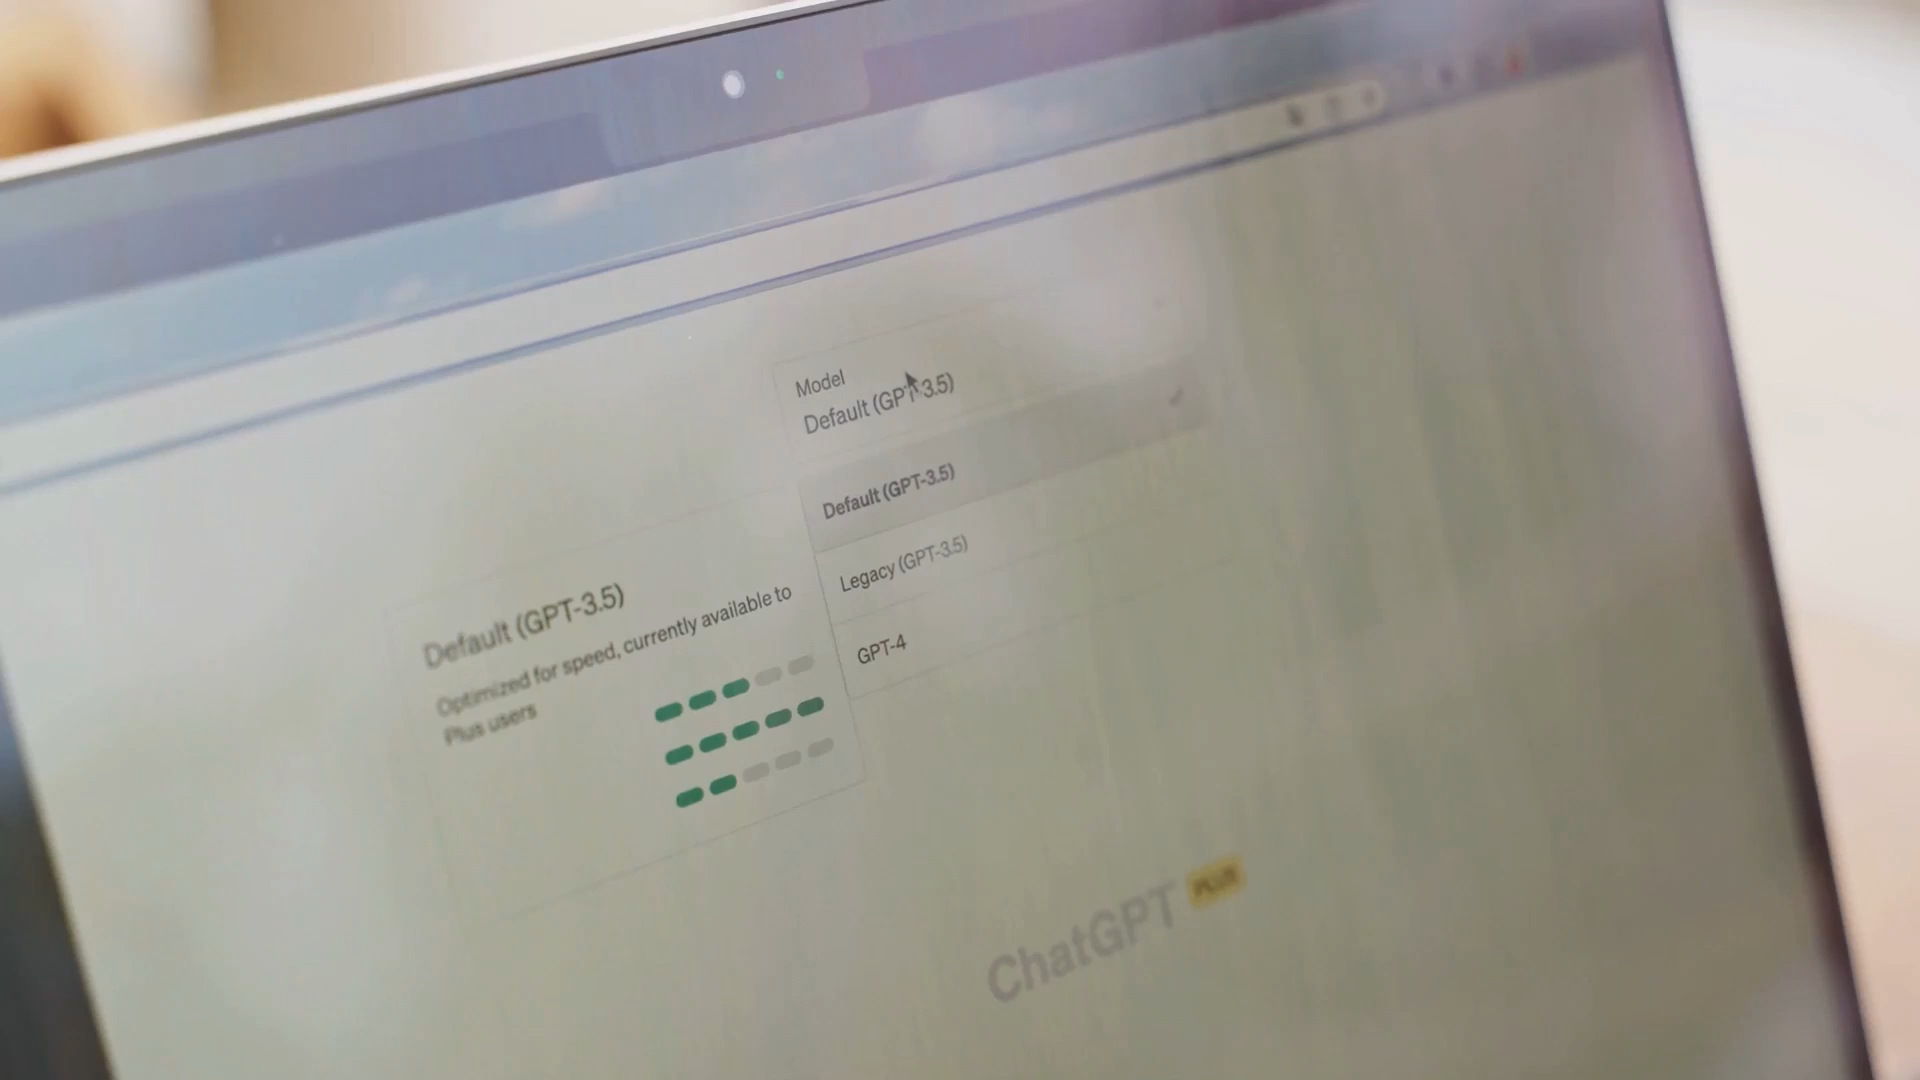 Model
Default (GPT-3.5)
Default (GPT-3.5)
Legacy (GPT-3.5)
GPT-4
Default (GPT-3.5)
Optimized for speed, currently available to
Plus users
ChatGPT PLUS